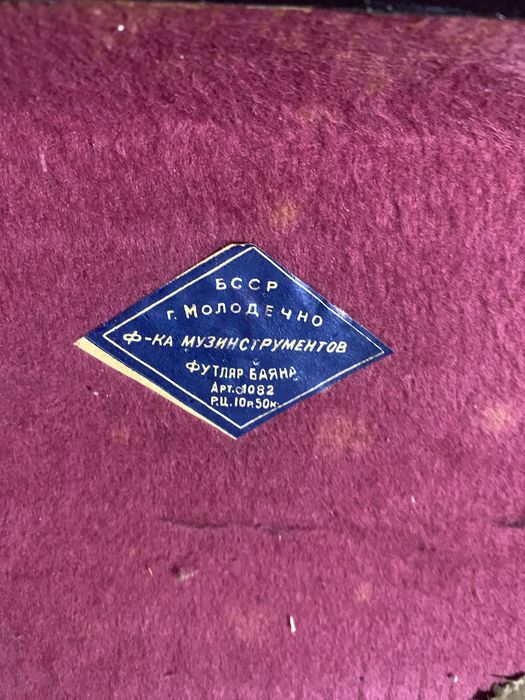 БССР
г. МОЛОДЕЧНО
Ф-КА МУЗИНСТРУМЕНТОВ
ФУТЛЯР БАЯНА
АРТ. 1082
Р.Ц. 10р. 50к.